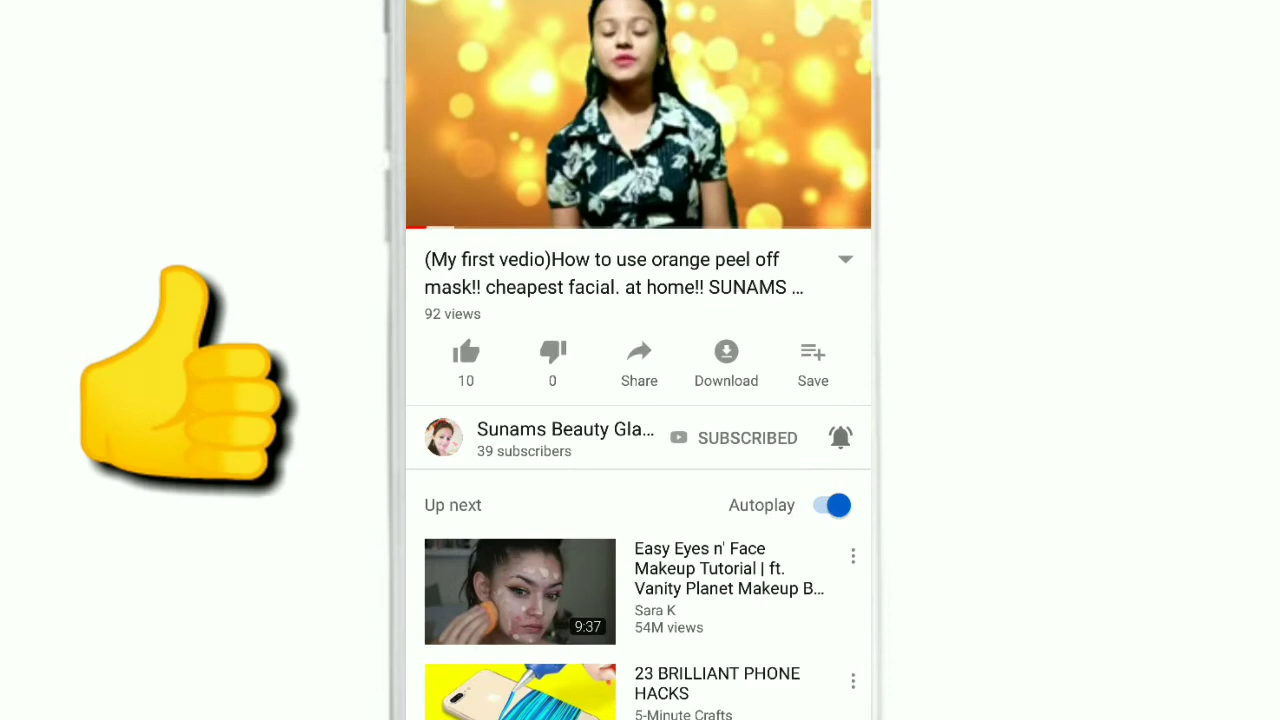 (My first vedio)How to use orange peel off
mask!! cheapest facial. at home!! SUNAMS ...
92 views
10
0
Share
Download
Save
Sunams Beauty Gla...
39 subscribers
SUBSCRIBED
Up next
Autoplay
Easy Eyes n' Face
Makeup Tutorial | ft.
Vanity Planet Makeup B...
Sara K
54M views
9:37
23 BRILLIANT PHONE
HACKS
5-Minute Crafts